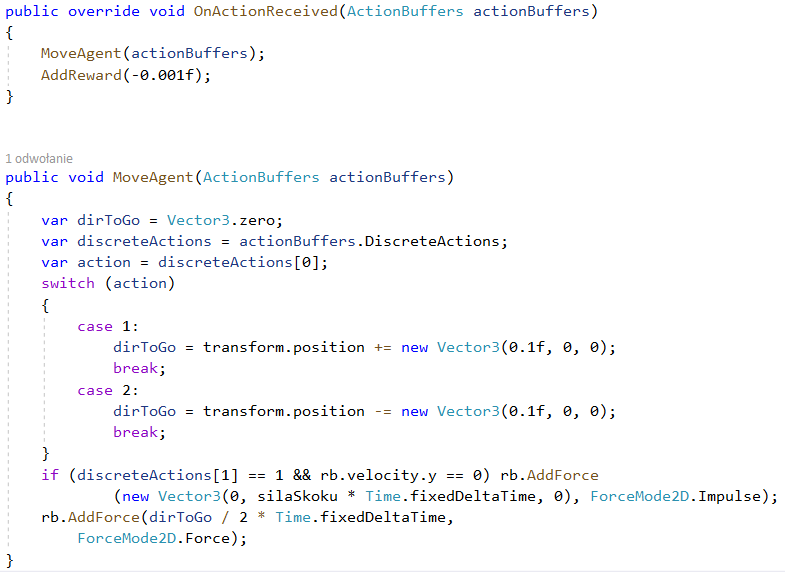 public override void OnActionReceived(ActionBuffers actionBuffers)
{
    MoveAgent(actionBuffers);
    AddReward(-0.001f);
}
1 odwołanie
public void MoveAgent(ActionBuffers actionBuffers)
{
    var dirToGo = Vector3.zero;
    var discreteActions = actionBuffers.DiscreteActions;
    var action = discreteActions[0];
    switch (action)
    {
        case 1:
            dirToGo = transform.position += new Vector3(0.1f, 0, 0);
            break;
        case 2:
            dirToGo = transform.position -= new Vector3(0.1f, 0, 0);
            break;
    }
    if (discreteActions[1] == 1 && rb.velocity.y == 0) rb.AddForce
            (new Vector3(0, silaSkoku * Time.fixedDeltaTime, 0), ForceMode2D.Impulse);
    rb.AddForce(dirToGo / 2 * Time.fixedDeltaTime,
        ForceMode2D.Force);
}